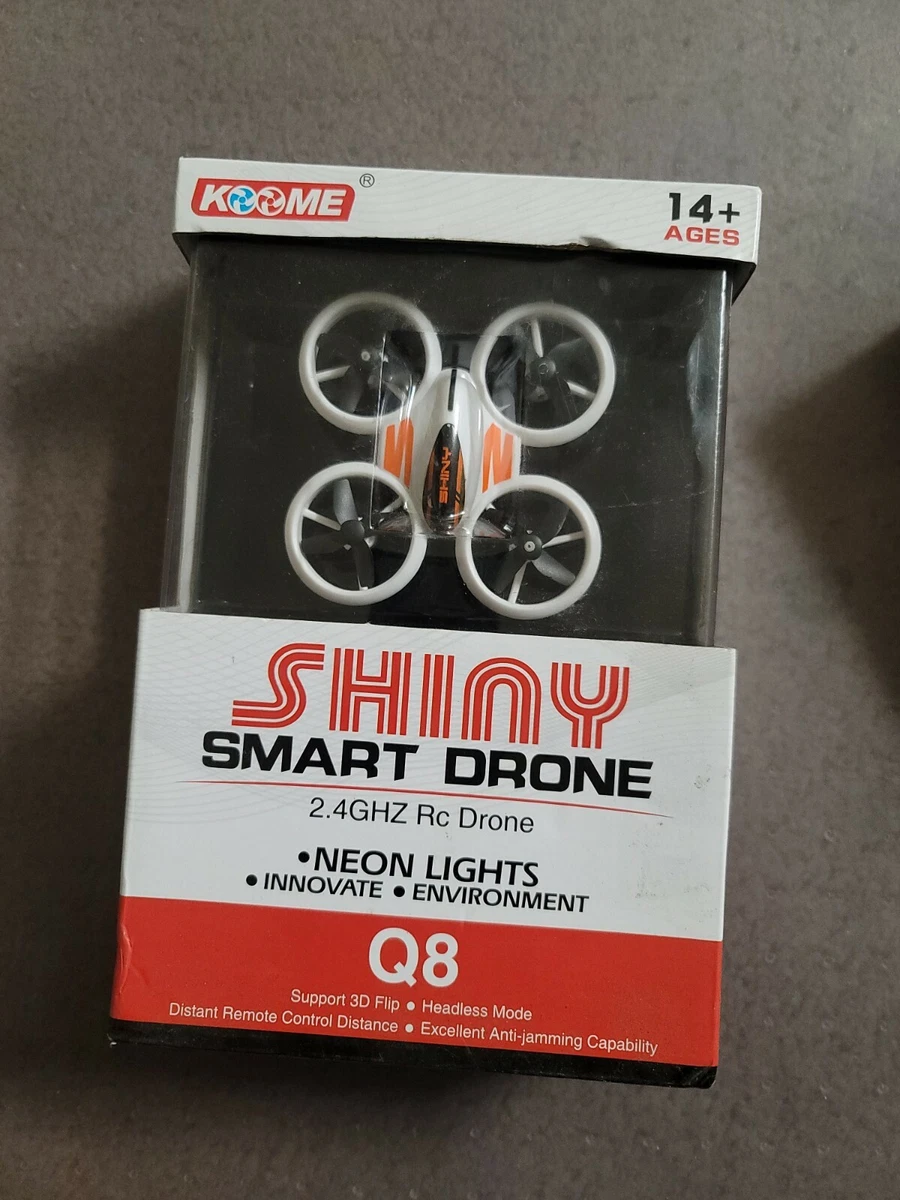 KOOME ®
14+
AGES
SHINY
SHINY
SMART DRONE
2.4GHZ Rc Drone
•NEON LIGHTS
• INNOVATE • ENVIRONMENT
Q8
Support 3D Flip • Headless Mode
Distant Remote Control Distance • Excellent Anti-jamming Capability